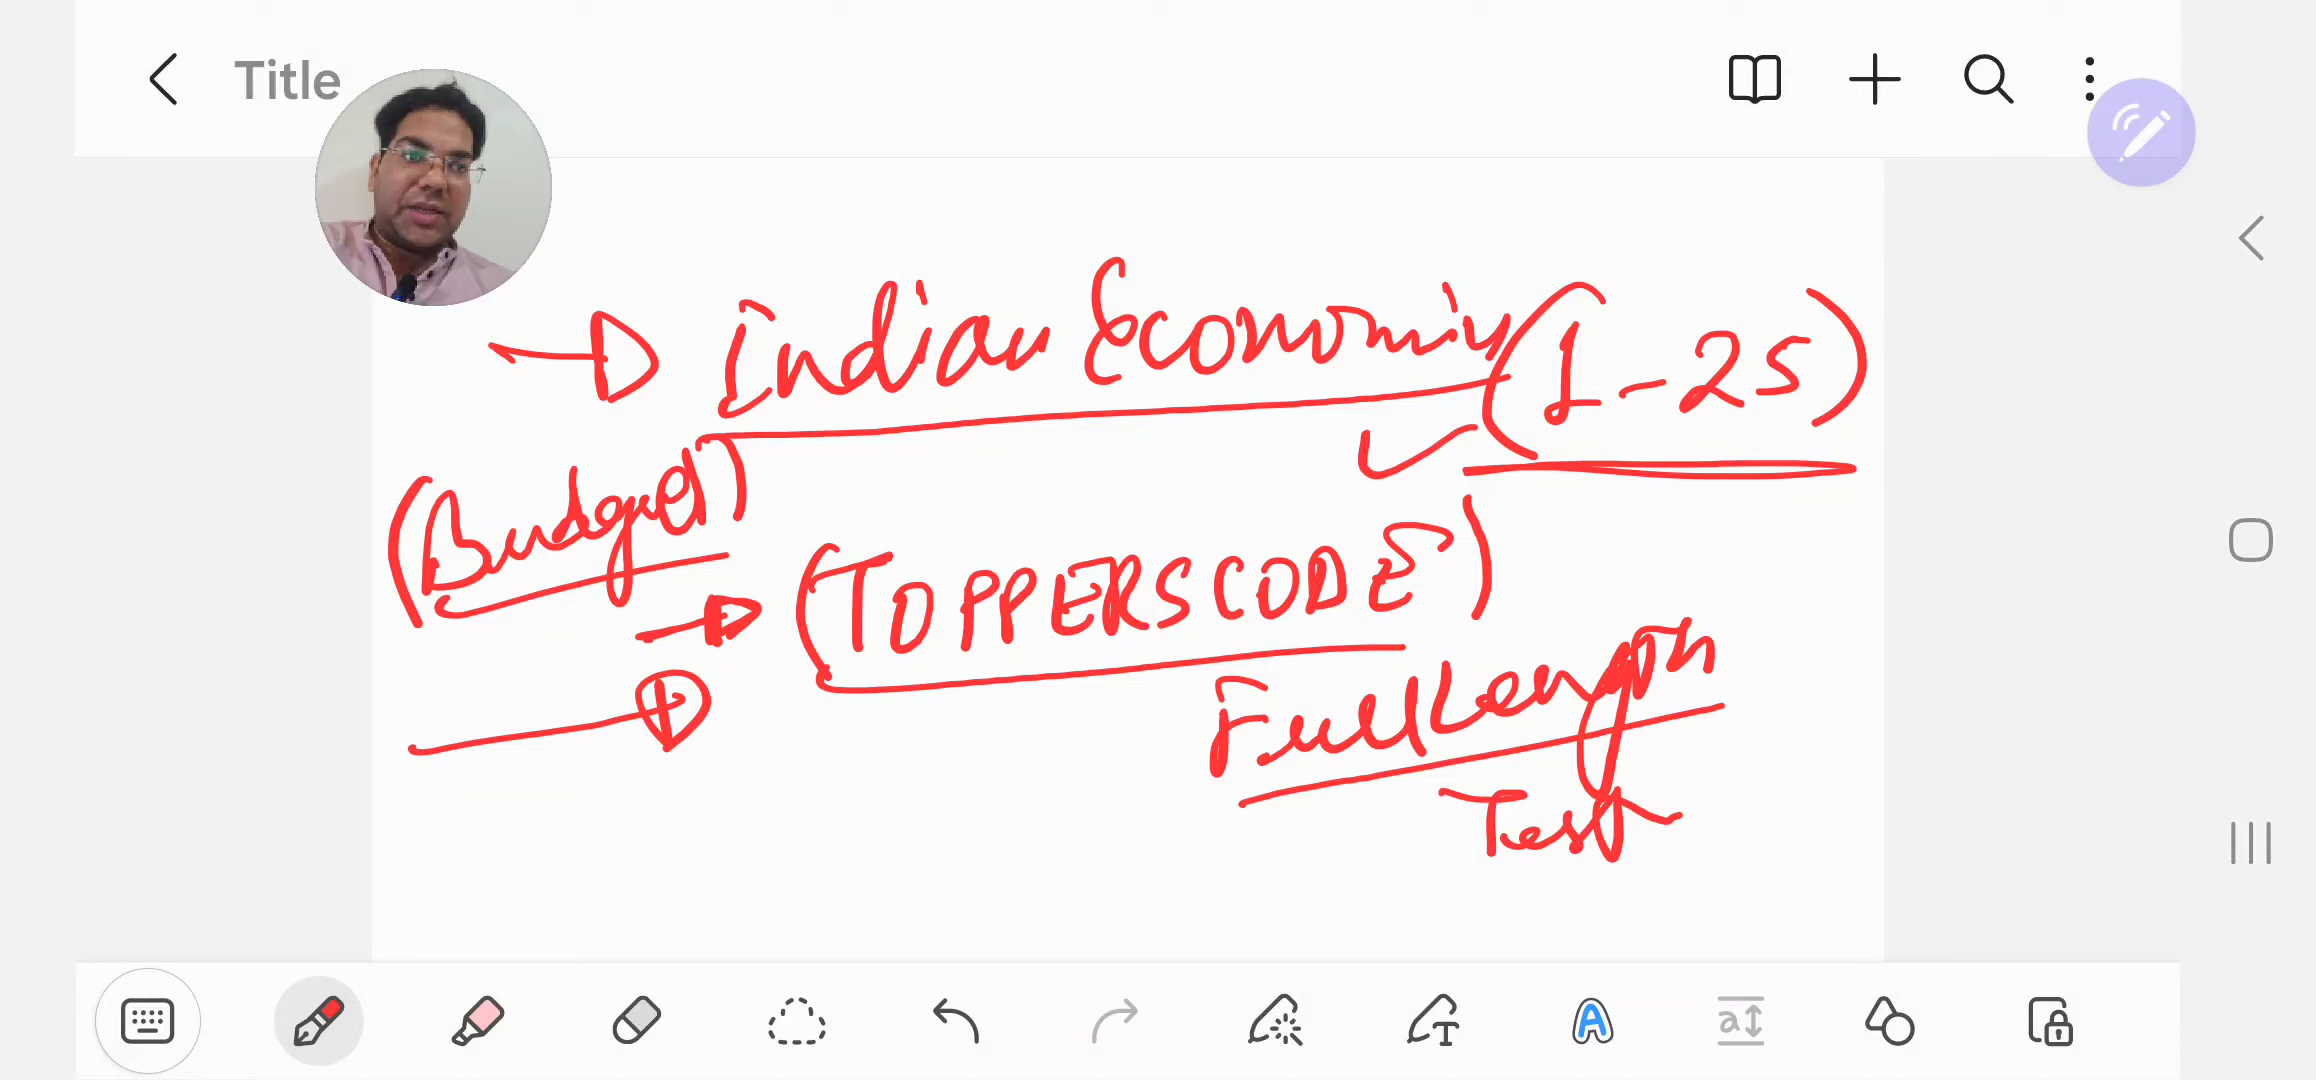 Title
Indian Economy (1-25)
(Budget)
(TOPPERSCODE)
Full Length
Test